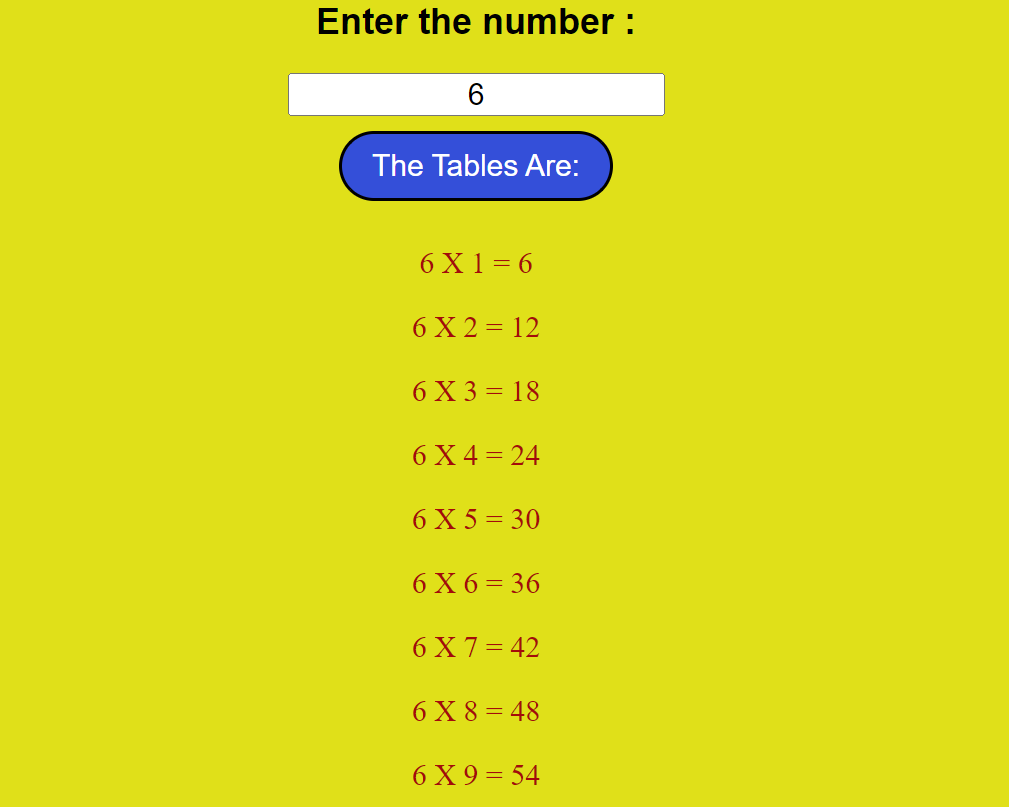 Enter the number :
6
The Tables Are:
6 X 1 = 6
6 X 2 = 12
6 X 3 = 18
6 X 4 = 24
6 X 5 = 30
6 X 6 = 36
6 X 7 = 42
6 X 8 = 48
6 X 9 = 54